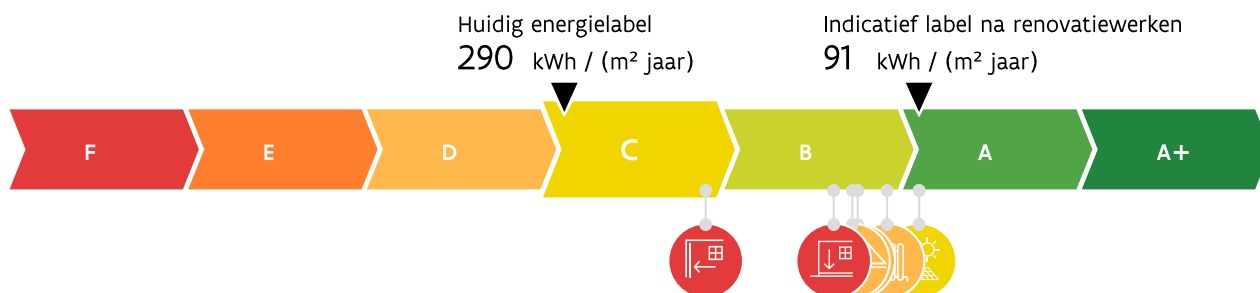 Huidig energielabel
290 kWh / (m² jaar)
Indicatief label na renovatiewerken
91 kWh / (m² jaar)
F E D C B A A+